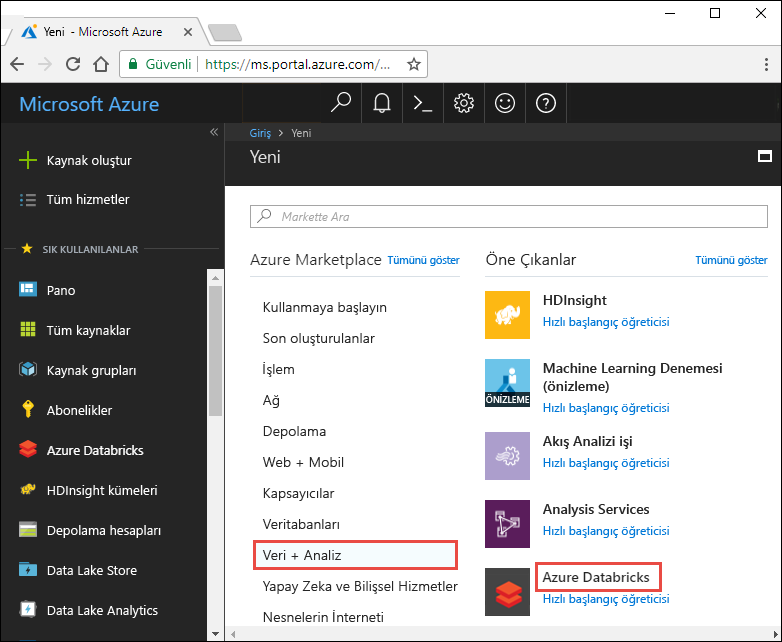 Yeni - Microsoft Azure
Güvenli
https://ms.portal.azure.com/...
Microsoft Azure
Giriş > Yeni
Yeni
Kaynak oluştur
Tüm hizmetler
SIK KULLANILANLAR
Pano
Tüm kaynaklar
Kaynak grupları
Abonelikler
Azure Databricks
HDInsight kümeleri
Depolama hesapları
Data Lake Store
Data Lake Analytics
Markette Ara
Azure Marketplace Tümünü göster
Kullanmaya başlayın
Son oluşturulanlar
İşlem
Ağ
Depolama
Web + Mobil
Kapsayıcılar
Veritabanları
Veri + Analiz
Yapay Zeka ve Bilişsel Hizmetler
Nesnelerin İnterneti
Öne Çıkanlar Tümünü göster
HDInsight
Hızlı başlangıç öğreticisi
ÖNİZLEME
Machine Learning Denemesi
(önizleme)
Hızlı başlangıç öğreticisi
Akış Analizi işi
Hızlı başlangıç öğreticisi
Analysis Services
Hızlı başlangıç öğreticisi
Azure Databricks
Hızlı başlangıç öğreticisi